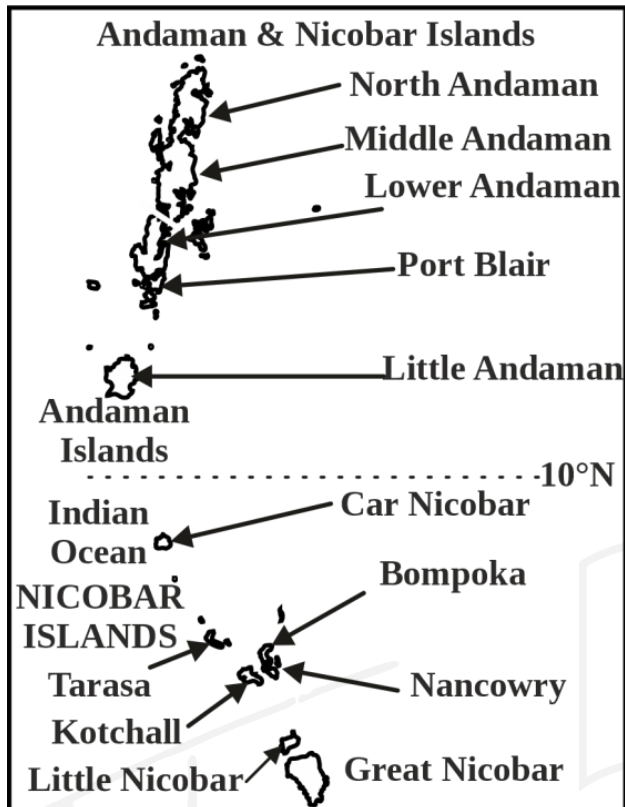 Andaman & Nicobar Islands
North Andaman
Middle Andaman
Lower Andaman
Port Blair
Little Andaman
Andaman
Islands
10°N
Car Nicobar
Indian
Ocean
Bompoka
NICOBAR
ISLANDS
Tarasa
Nancowry
Kotchall
Little Nicobar
Great Nicobar